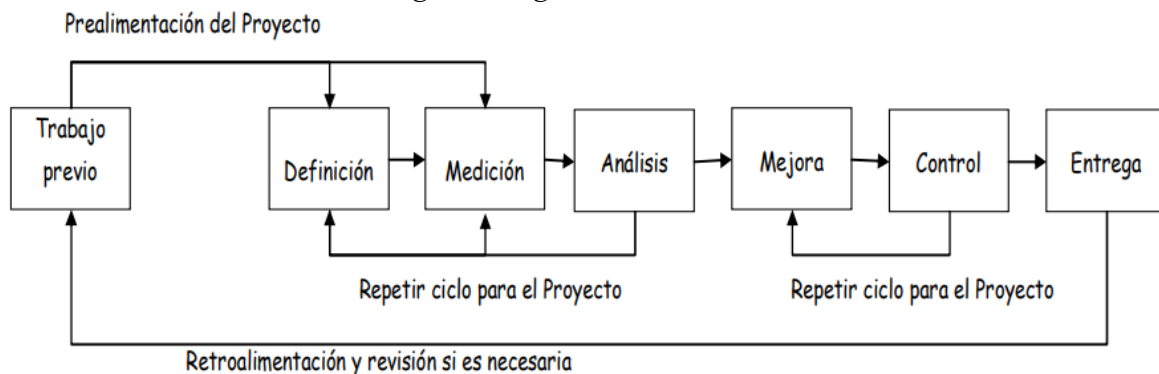 Prealimentación del Proyecto
Trabajo
previo
Definición
Medición
Análisis
Mejora
Control
Entrega
Repetir ciclo para el Proyecto
Repetir ciclo para el Proyecto
Retroalimentación y revisión si es necesaria